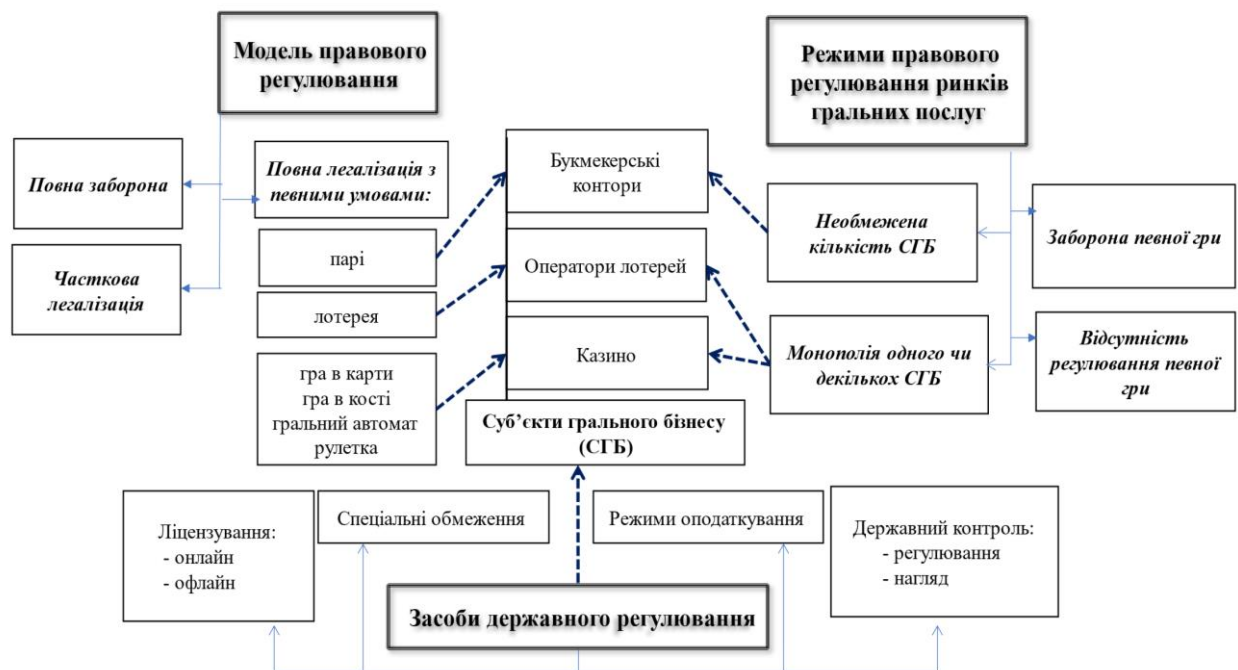 Модель правового
регулювання
Режими правового
регулювання ринків
гральних послуг
Повна заборона
Повна легалізація з
певними умовами:
Часткова
легалізація
парі
лотерея
гра в карти
гра в кості
гральний автомат
рулетка
Букмекерські
контори
Оператори лотерей
Казино
Суб’єкти грального бізнесу
(СГБ)
Необмежена
кількість СГБ
Монополія одного чи
декількох СГБ
Заборона певної гри
Відсутність
регулювання певної
гри
Ліцензування:
- онлайн
- офлайн
Спеціальні обмеження
Режими оподаткування
Державний контроль:
- регулювання
- нагляд
Засоби державного регулювання